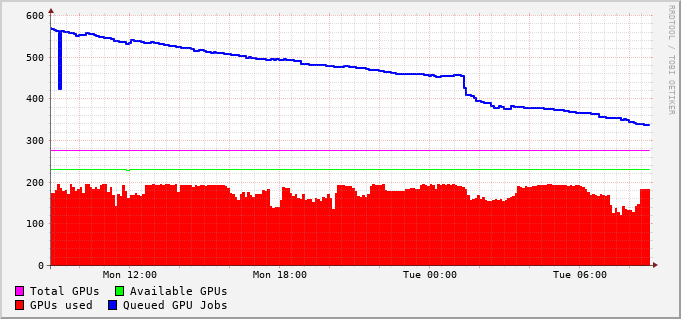 600
500
400
300
200
100
0
Mon 12:00 Mon 18:00 Tue 00:00 Tue 06:00
Total GPUs Available GPUs
GPUs used Queued GPU Jobs
RRDTOOL / TOBI OETIKER